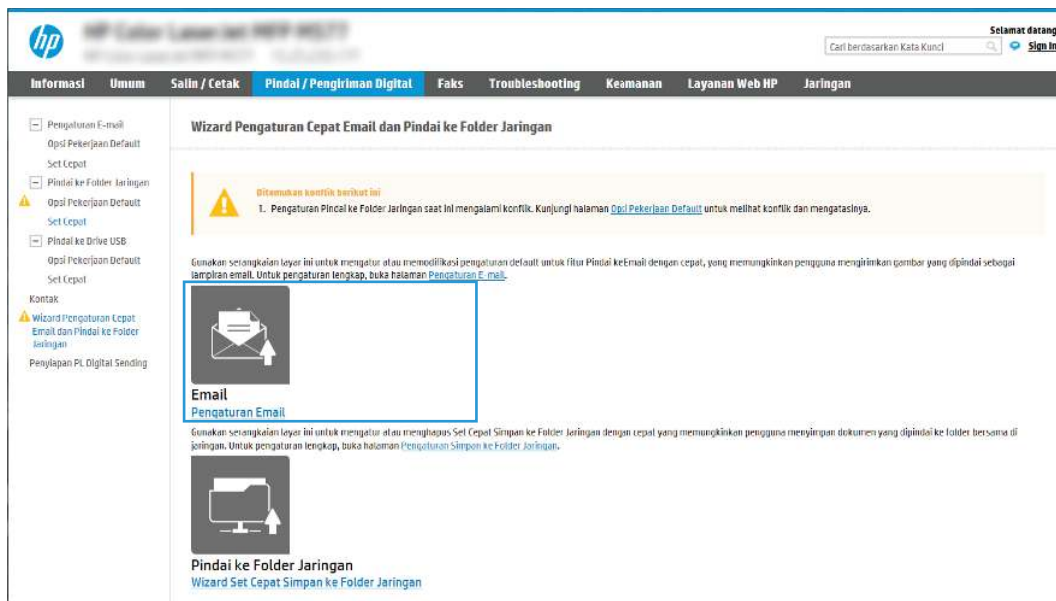 hp
Selamat datang
Cari berdasarkan Kata Kunci
Sign In
Informasi Umum Salin / Cetak Pindai / Pengiriman Digital Faks Troubleshooting Keamanan Layanan Web HP Jaringan
Pengaturan E-mail
Opsi Pekerjaan Default
Set Cepat
Pindai ke Folder Jaringan
Opsi Pekerjaan Default
Set Cepat
Pindai ke Drive USB
Opsi Pekerjaan Default
Set Cepat
Kontak
Wizard Pengaturan Cepat
Email dan Pindai ke Folder
Jaringan
Penyiapan PL Digital Sending
Wizard Pengaturan Cepat Email dan Pindai ke Folder Jaringan
Ditemukan konflik berikut ini
1. Pengaturan Pindai ke Folder Jaringan saat ini mengalami konflik. Kunjungi halaman Opsi Pekerjaan Default untuk melihat konflik dan mengatasinya.
Gunakan serangkaian layar ini untuk mengatur atau memodifikasi pengaturan default untuk fitur Pindai keEmail dengan cepat, yang memungkinkan pengguna mengirimkan gambar yang dipindai sebagai
lampiran email. Untuk pengaturan lengkap, buka halaman Pengaturan E-mail.
Email
Pengaturan Email
Gunakan serangkaian layar ini untuk mengatur atau menghapus Set Cepat Simpan ke Folder Jaringan dengan cepat yang memungkinkan pengguna menyimpan dokumen yang dipindai ke folder bersama di
jaringan. Untuk pengaturan lengkap, buka halaman Pengaturan Simpan ke Folder Jaringan.
Pindai ke Folder Jaringan
Wizard Set Cepat Simpan ke Folder Jaringan